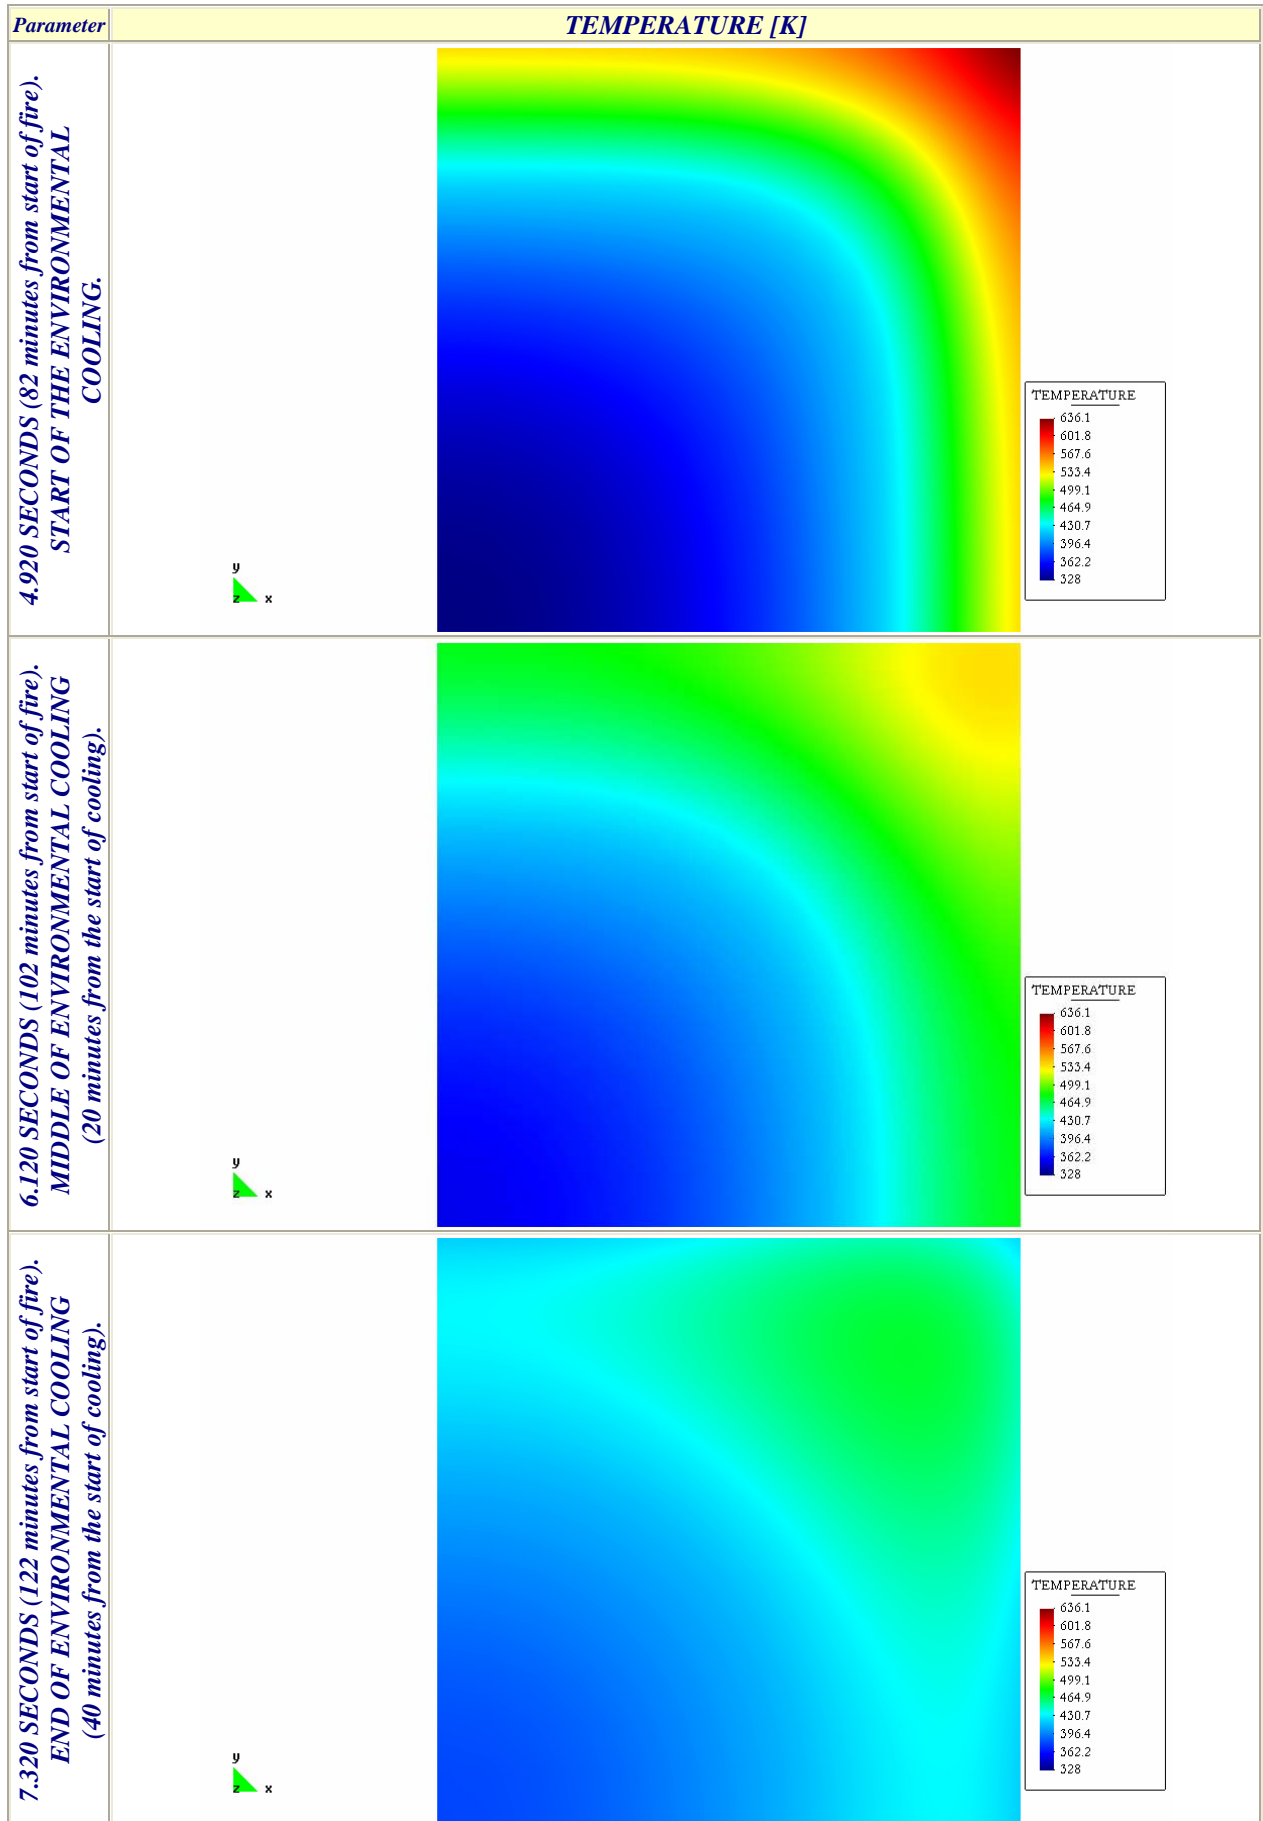 Parameter
TEMPERATURE [K]
4.920 SECONDS (82 minutes from start of fire).
START OF THE ENVIRONMENTAL
COOLING.
y
z x
TEMPERATURE
636.1
601.8
567.6
533.4
499.1
464.9
430.7
396.4
362.2
328
6.120 SECONDS (102 minutes from start of fire).
MIDDLE OF ENVIRONMENTAL COOLING
(20 minutes from the start of cooling).
y
z x
TEMPERATURE
636.1
601.8
567.6
533.4
499.1
464.9
430.7
396.4
362.2
328
7.320 SECONDS (122 minutes from start of fire).
END OF ENVIRONMENTAL COOLING
(40 minutes from the start of cooling).
y
z x
TEMPERATURE
636.1
601.8
567.6
533.4
499.1
464.9
430.7
396.4
362.2
328